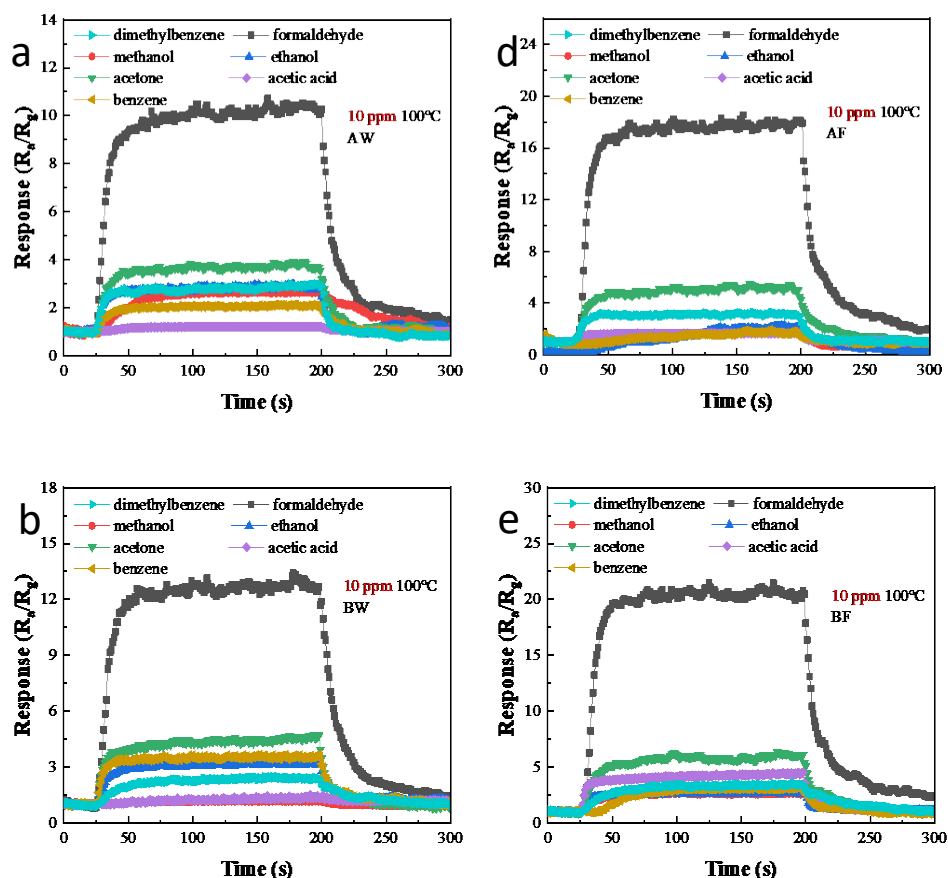 a
14
12
10
8
6
4
2
0
Response (Rₐ/R_g)
dimethylbenzene
formaldehyde
methanol
ethanol
acetone
acetic acid
benzene
10 ppm 100℃
AW
0 50 100 150 200 250 300
Time (s)
d
24
20
16
12
8
4
0
Response (Rₐ/R_g)
dimethylbenzene
formaldehyde
methanol
ethanol
acetone
acetic acid
benzene
10 ppm 100℃
AF
0 50 100 150 200 250 300
Time (s)
b
18
15
12
9
6
3
0
Response (Rₐ/R_g)
dimethylbenzene
formaldehyde
methanol
ethanol
acetone
acetic acid
benzene
10 ppm 100℃
BW
0 50 100 150 200 250 300
Time (s)
e
30
25
20
15
10
5
0
Response (Rₐ/R_g)
dimethylbenzene
formaldehyde
methanol
ethanol
acetone
acetic acid
benzene
10 ppm 100℃
BF
0 50 100 150 200 250 300
Time (s)